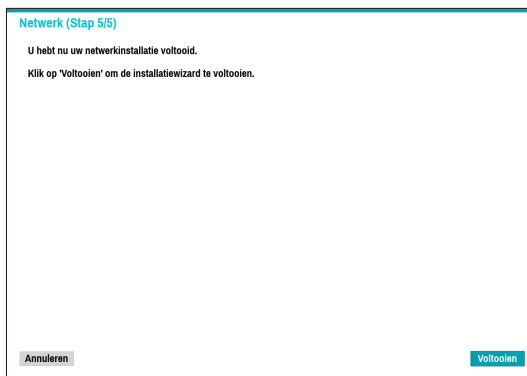 Netwerk (Stap 5/5)
U hebt nu uw netwerkinstallatie voltooid.
Klik op 'Voltooien' om de installatiewizard te voltooien.
Annuleren
Voltooien